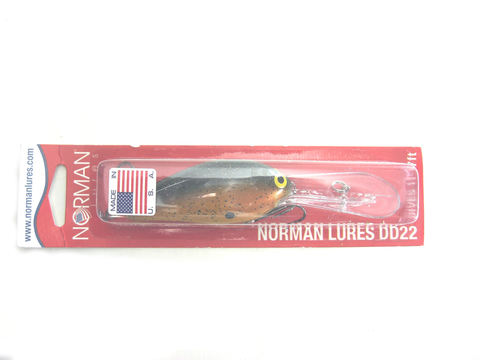 www.normanlures.com
NORMAN
MADE IN
U. S. A.
NORMAN LURES DD22